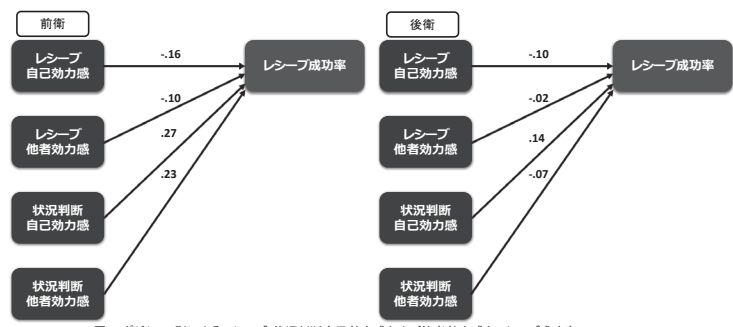 前衛
レシーブ
自己効力感
レシーブ
他者効力感
状況判断
自己効力感
状況判断
他者効力感
-.16
-.10
.27
.23
レシーブ成功率
後衛
レシーブ
自己効力感
レシーブ
他者効力感
状況判断
自己効力感
状況判断
他者効力感
-.10
-.02
.14
-.07
レシーブ成功率